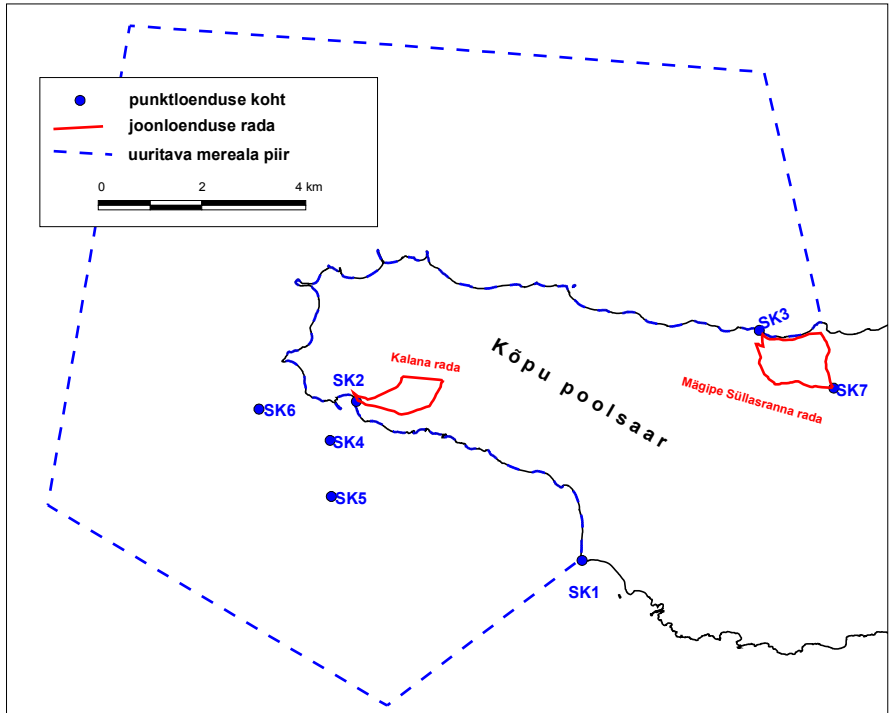 punktloenduse koht
joonloenduse rada
uuritava mereala piir
0 2 4 km
SK3
Kõpu poolsaar
Kalana rada
SK2
Mägipe Süllasranna rada
SK7
SK6
SK4
SK5
SK1